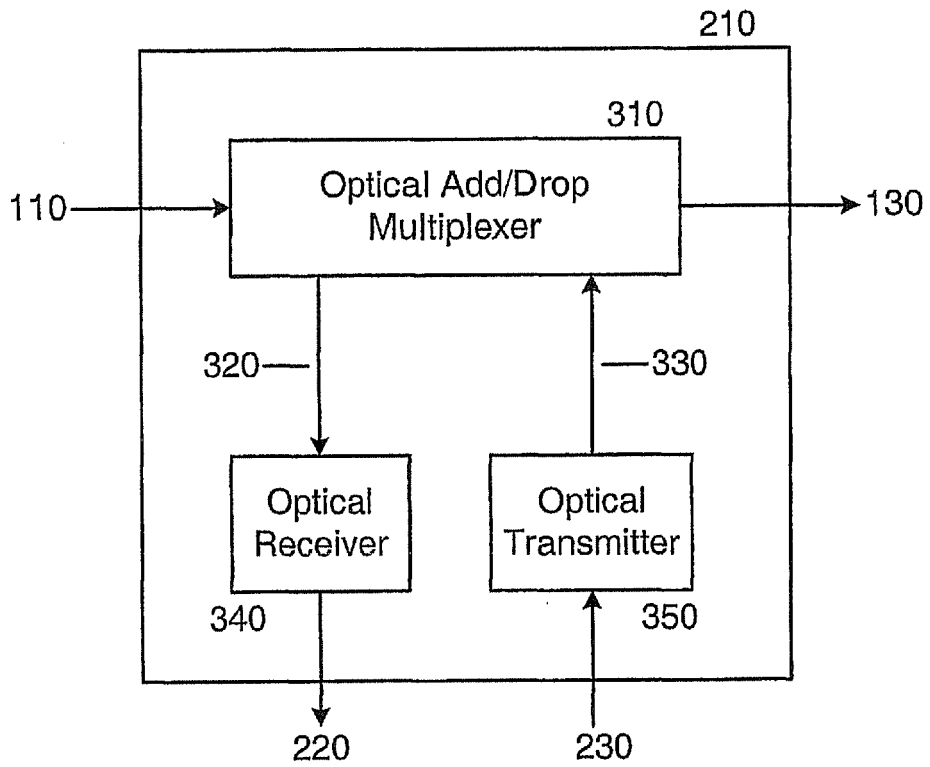 210
310
Optical Add/Drop
Multiplexer
110
130
320
330
Optical
Receiver
Optical
Transmitter
340
350
220
230